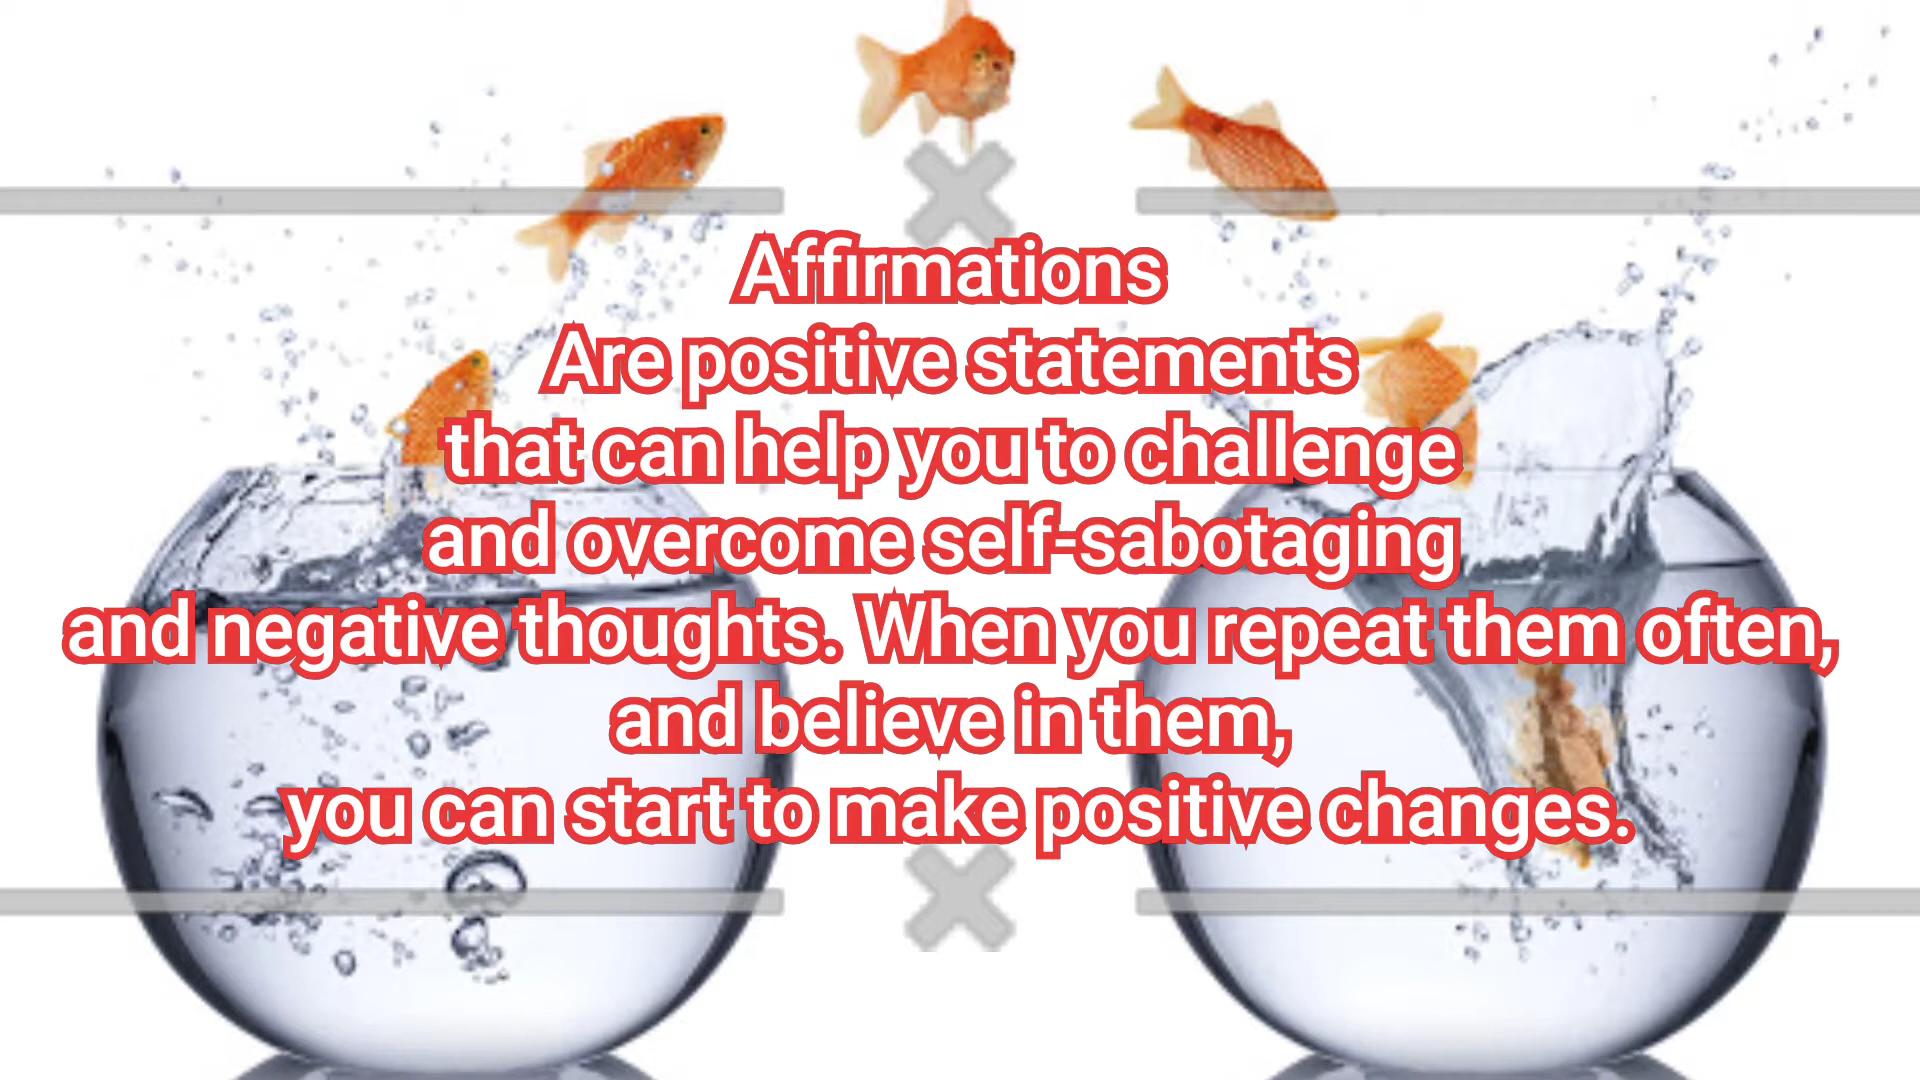 Affirmations
Are positive statements
that can help you to challenge
and overcome self-sabotaging
and negative thoughts. When you repeat them often,
and believe in them,
you can start to make positive changes.